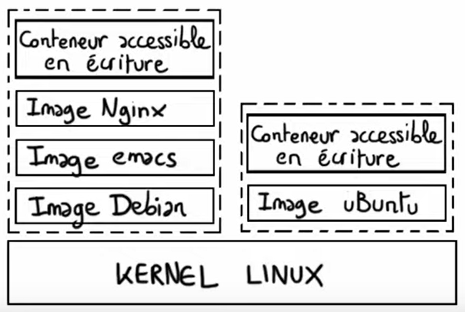 Conteneur accessible
en écriture
Image Nginx
Image emacs
Image Debian
Conteneur accessible
en écriture
Image uBuntu
KERNEL LINUX